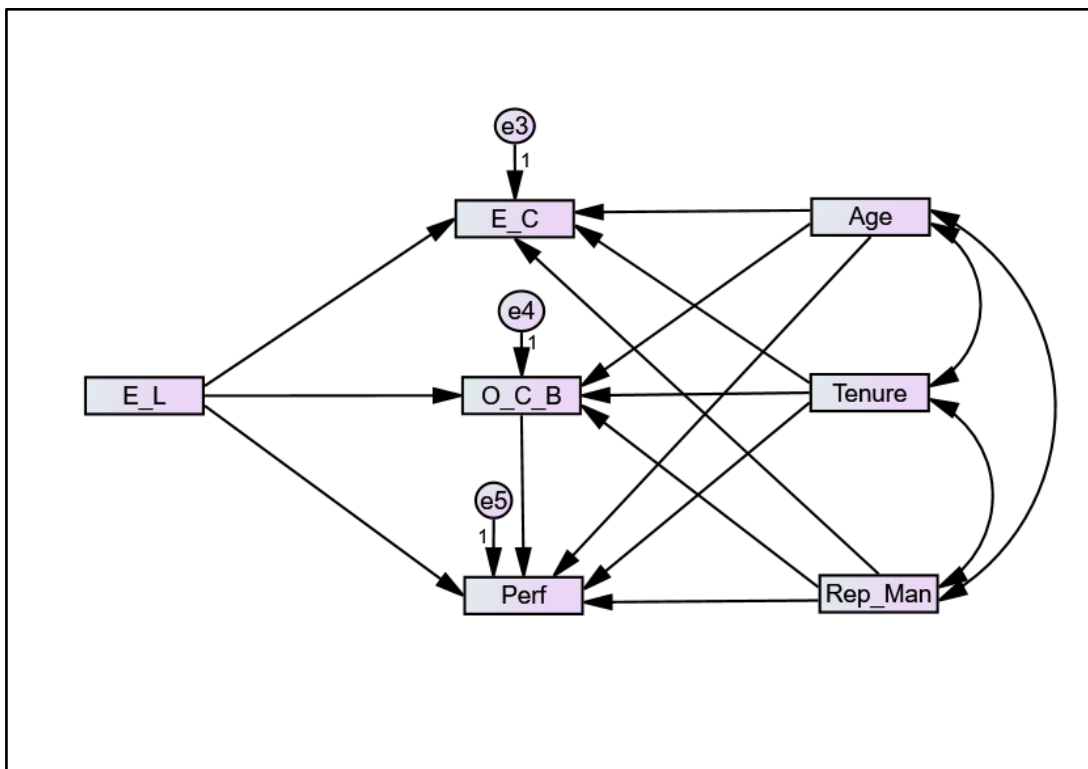 e3
1
E_C
Age
e4
1
E_L
O_C_B
Tenure
e5
1
Perf
Rep_Man